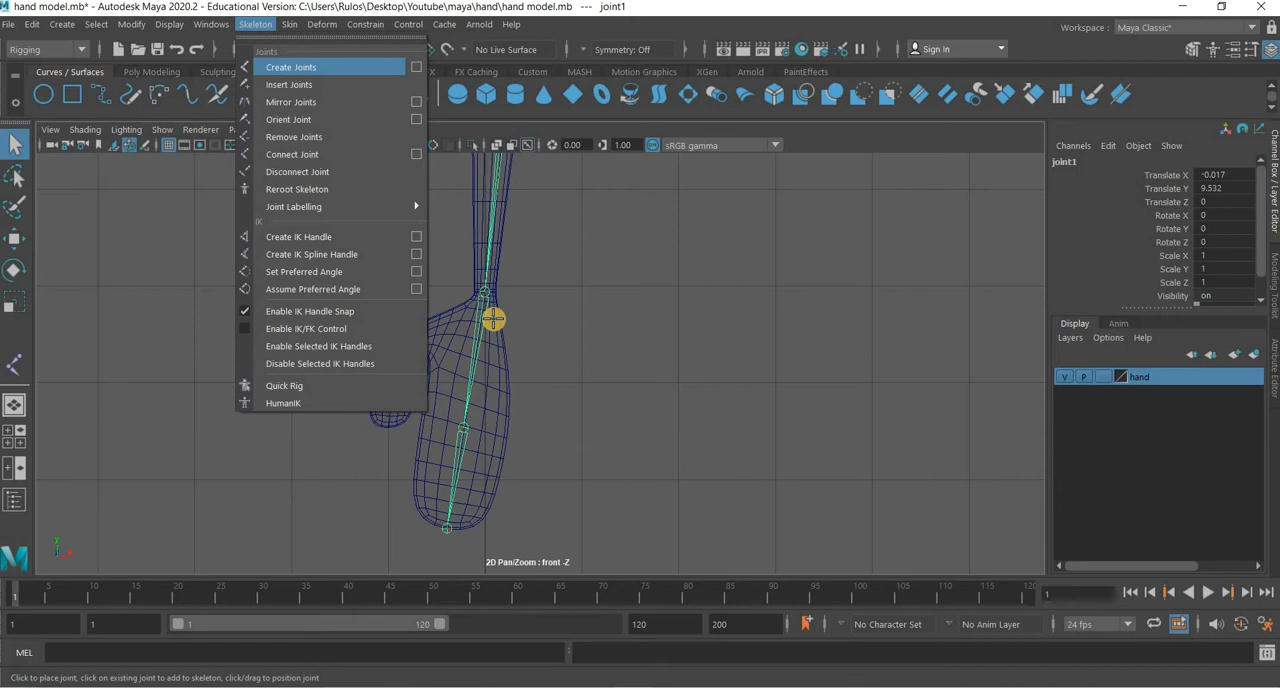 hand model.mb* - Autodesk Maya 2020.2 - Educational Version: C:\Users\Rulos\Desktop\Youtube\maya\hand\hand model.mb --- joint1
File Edit Create Select Modify Display Windows Skeleton Skin Deform Constrain Control Cache Arnold Help
Workspace : Maya Classic*
Rigging No Live Surface Symmetry: Off Sign In
Curves / Surfaces Poly Modeling Sculpting X FX Caching Custom MASH Motion Graphics XGen Arnold PaintEffects
Joints
Create Joints
Insert Joints
Mirror Joints
Orient Joint
Remove Joints
Connect Joint
Disconnect Joint
Reroot Skeleton
Joint Labelling
IK
Create IK Handle
Create IK Spline Handle
Set Preferred Angle
Assume Preferred Angle
Enable IK Handle Snap
Enable IK/FK Control
Enable Selected IK Handles
Disable Selected IK Handles
Quick Rig
HumanIK
View Shading Lighting Show Renderer
0.00 1.00 sRGB gamma
Channels Edit Object Show
joint1
Translate X -0.017
Translate Y 9.532
Translate Z 0
Rotate X 0
Rotate Y 0
Rotate Z 0
Scale X 1
Scale Y 1
Scale Z 1
Visibility on
Display Anim
Layers Options Help
V P hand
Channel Box / Layer Editor
Modeling Toolkit
Attribute Editor
y
x
2D Pan/Zoom : front -Z
5 10 15 20 25 30 35 40 45 50 55 60 65 70 75 80 85 90 95 100 105 110 115 120
1 1
1 1 1 120 120 200 No Character Set No Anim Layer 24 fps
MEL
Click to place joint, click on existing joint to add to skeleton, click/drag to position joint